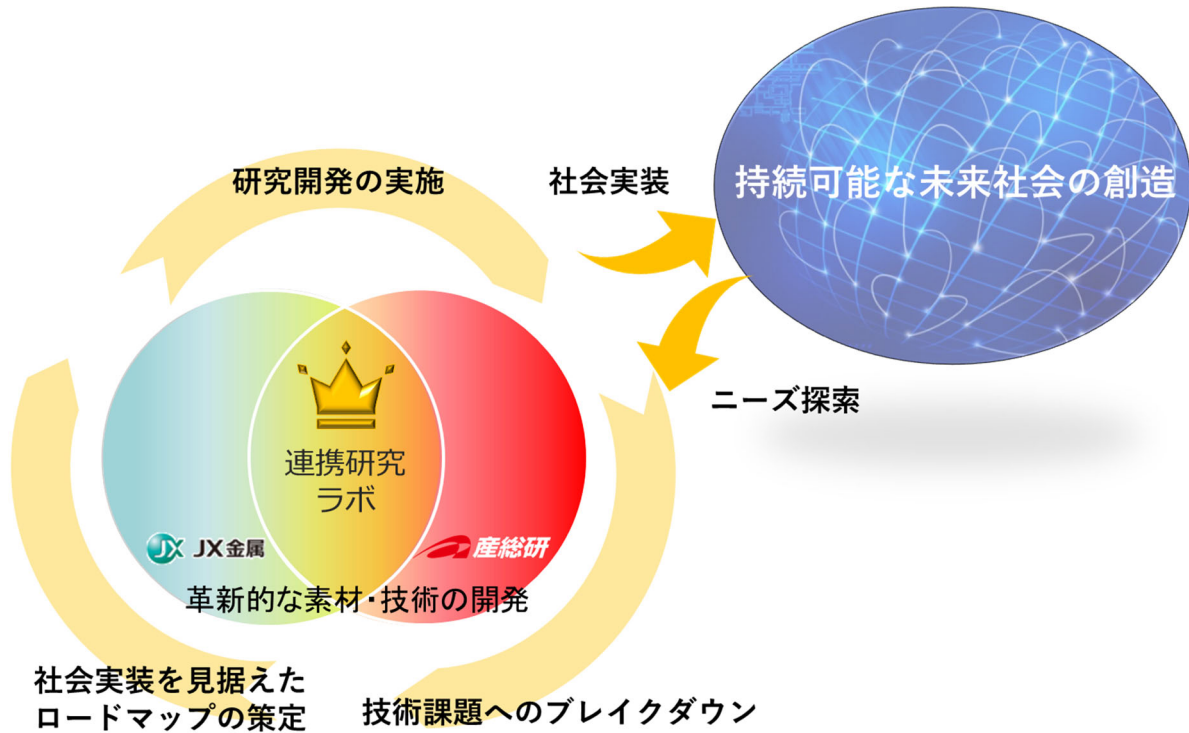 研究開発の実施
社会実装
持続可能な未来社会の創造
ニーズ探索
連携研究
ラボ
JX JX金属
産総研
革新的な素材・技術の開発
社会実装を見据えた
ロードマップの策定
技術課題へのブレイクダウン